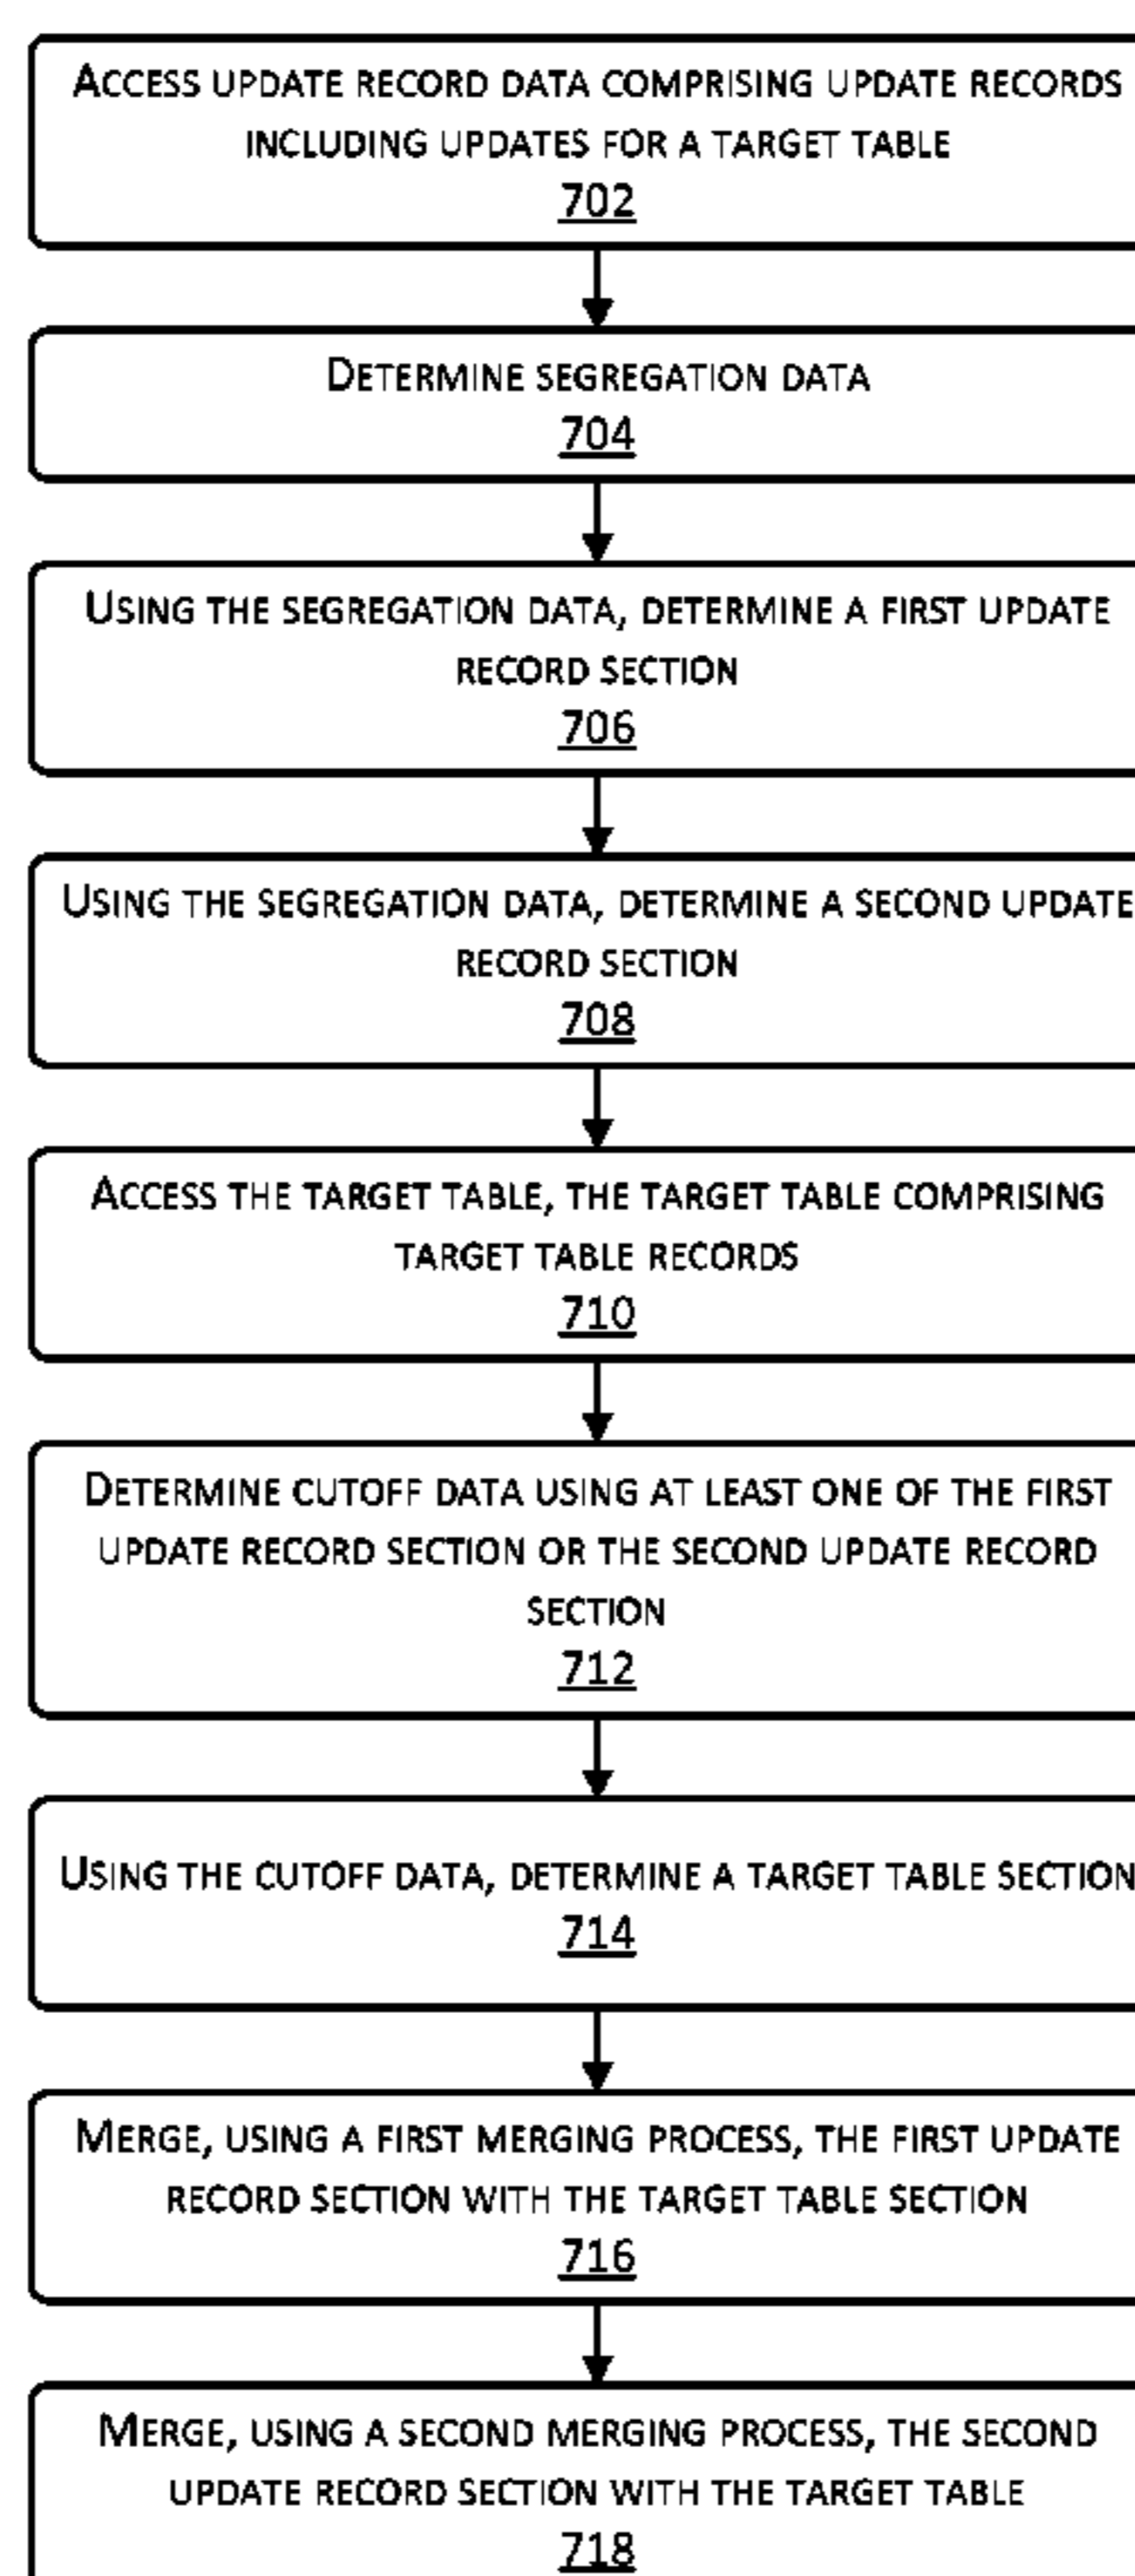 ACCESS UPDATE RECORD DATA COMPRISING UPDATE RECORDS
INCLUDING UPDATES FOR A TARGET TABLE
702
DETERMINE SEGREGATION DATA
704
USING THE SEGREGATION DATA, DETERMINE A FIRST UPDATE
RECORD SECTION
706
USING THE SEGREGATION DATA, DETERMINE A SECOND UPDATE
RECORD SECTION
708
ACCESS THE TARGET TABLE, THE TARGET TABLE COMPRISING
TARGET TABLE RECORDS
710
DETERMINE CUTOFF DATA USING AT LEAST ONE OF THE FIRST
UPDATE RECORD SECTION OR THE SECOND UPDATE RECORD
SECTION
712
USING THE CUTOFF DATA, DETERMINE A TARGET TABLE SECTION
714
MERGE, USING A FIRST MERGING PROCESS, THE FIRST UPDATE
RECORD SECTION WITH THE TARGET TABLE SECTION
716
MERGE, USING A SECOND MERGING PROCESS, THE SECOND
UPDATE RECORD SECTION WITH THE TARGET TABLE
718